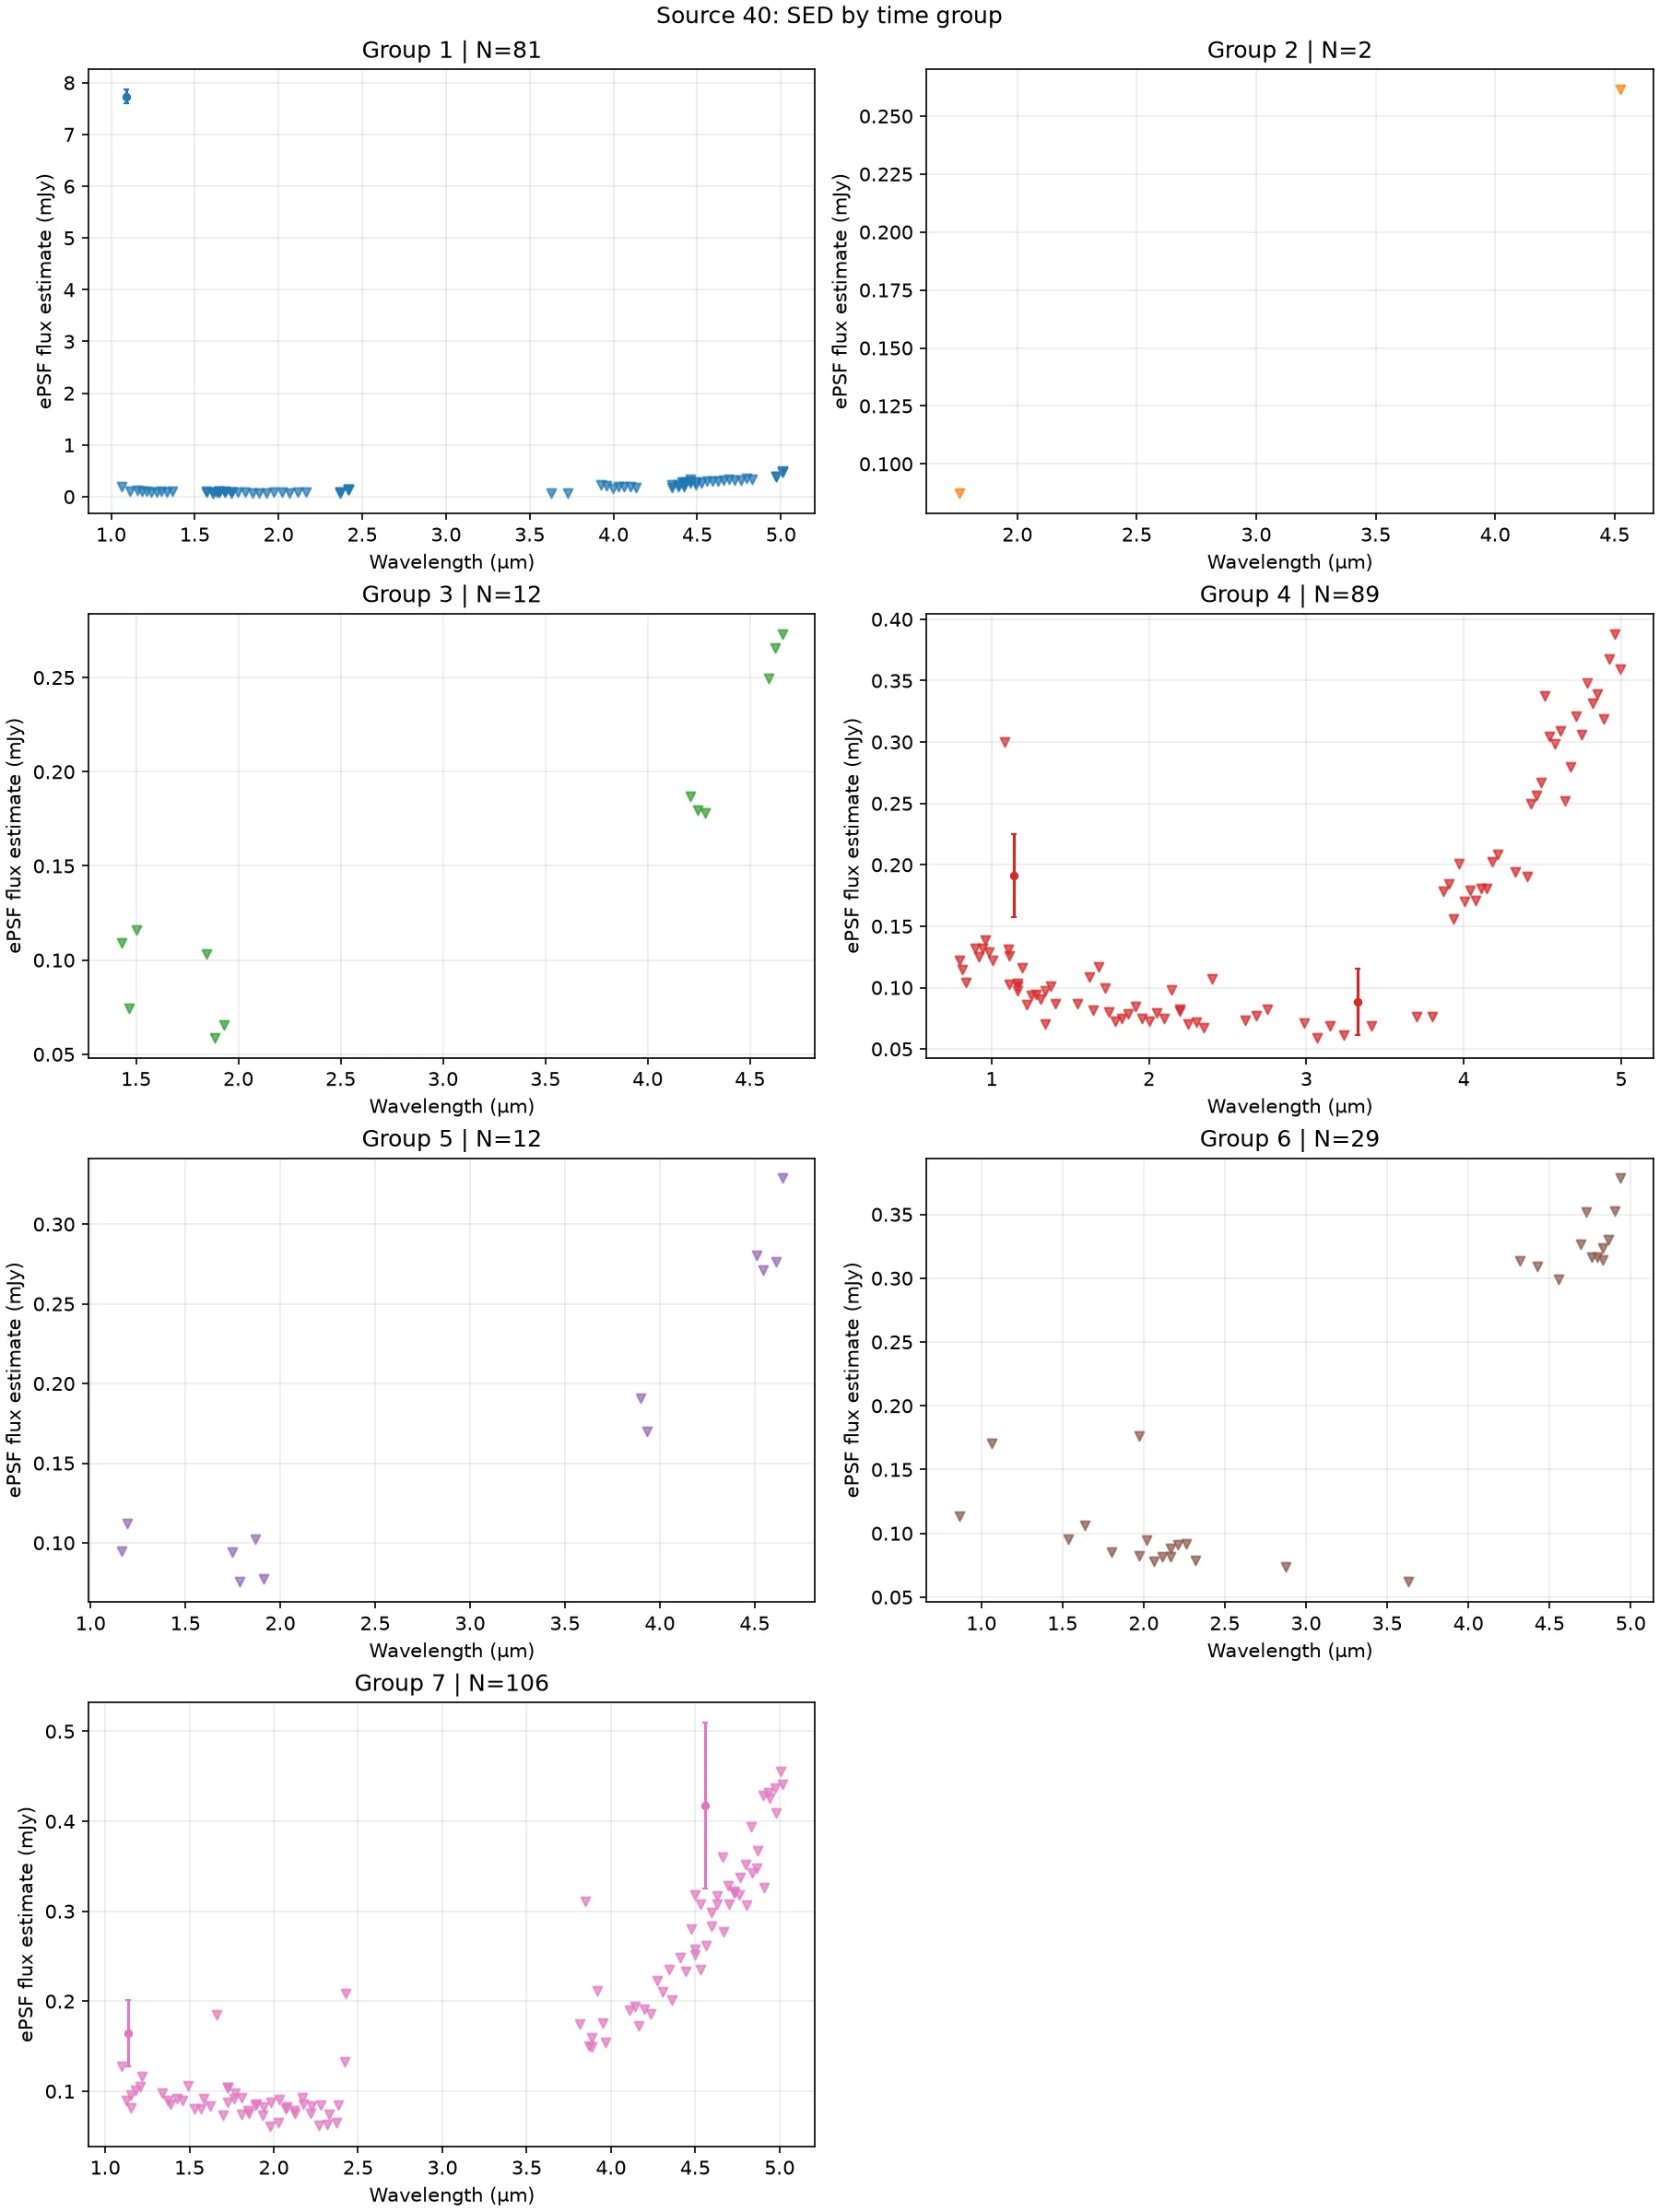 Source 40: SED by time group
Group 1 | N=81
ePSF flux estimate (mJy)
8
7
6
5
4
3
2
1
0
1.0 1.5 2.0 2.5 3.0 3.5 4.0 4.5 5.0
Wavelength (µm)
Group 2 | N=2
ePSF flux estimate (mJy)
0.250
0.225
0.200
0.175
0.150
0.125
0.100
2.0 2.5 3.0 3.5 4.0 4.5
Wavelength (µm)
Group 3 | N=12
ePSF flux estimate (mJy)
0.25
0.20
0.15
0.10
0.05
1.5 2.0 2.5 3.0 3.5 4.0 4.5
Wavelength (µm)
Group 4 | N=89
ePSF flux estimate (mJy)
0.40
0.35
0.30
0.25
0.20
0.15
0.10
0.05
1 2 3 4 5
Wavelength (µm)
Group 5 | N=12
ePSF flux estimate (mJy)
0.30
0.25
0.20
0.15
0.10
1.0 1.5 2.0 2.5 3.0 3.5 4.0 4.5
Wavelength (µm)
Group 6 | N=29
ePSF flux estimate (mJy)
0.35
0.30
0.25
0.20
0.15
0.10
0.05
1.0 1.5 2.0 2.5 3.0 3.5 4.0 4.5 5.0
Wavelength (µm)
Group 7 | N=106
ePSF flux estimate (mJy)
0.5
0.4
0.3
0.2
0.1
1.0 1.5 2.0 2.5 3.0 3.5 4.0 4.5 5.0
Wavelength (µm)